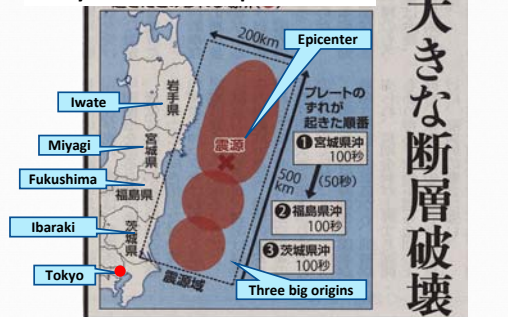 大きな断層破壊
200km
Epicenter
プレートの
ずれが
起きた順番
Iwate
岩手県
❶宮城県沖
100秒
Miyagi
宮城県
震源
500
km
(50秒)
Fukushima
福島県
❷福島県沖
100秒
Ibaraki
茨城県
❸茨城県沖
100秒
Tokyo
震源域
Three big origins